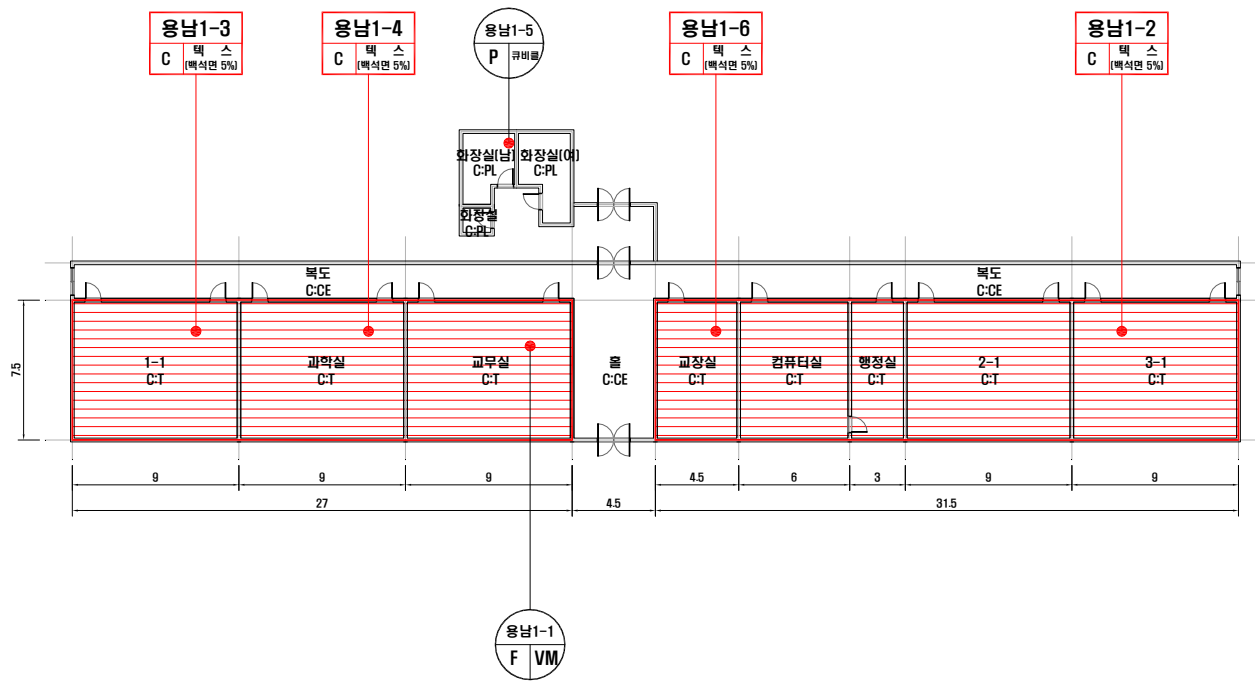 용남1-3
C 텍 스
(백석면 5%)
용남1-4
C 텍 스
(백석면 5%)
용남1-5
P 큐비클
용남1-6
C 텍 스
(백석면 5%)
용남1-2
C 텍 스
(백석면 5%)
화장실(남)
C:PL
화장실(여)
C:PL
화장실
C:PL
복도
C:CE
복도
C:CE
7.5
1-1
C:T
과학실
C:T
교무실
C:T
홀
C:CE
교장실
C:T
컴퓨터실
C:T
행정실
C:T
2-1
C:T
3-1
C:T
9 9 9 4.5 6 3 9 9
27 4.5 31.5
용남1-1
F VM